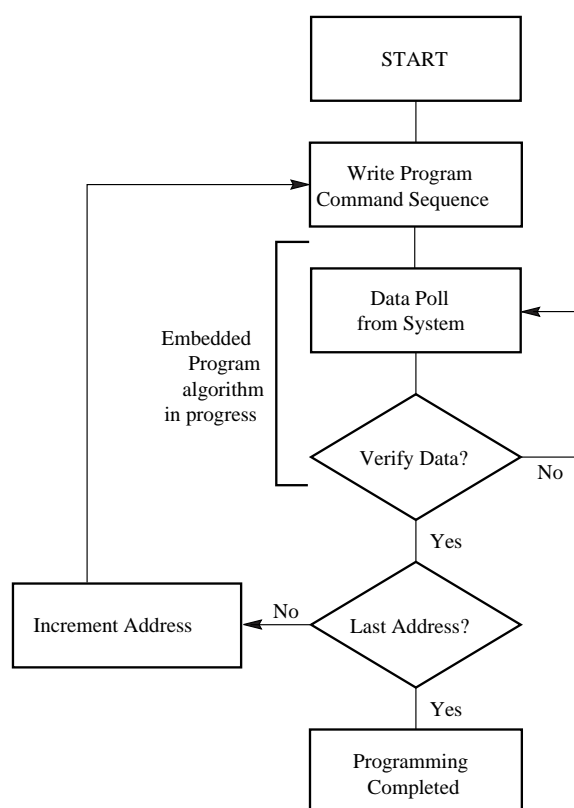 START
Write Program
Command Sequence
Data Poll
from System
Embedded
Program
algorithm
in progress
Verify Data?
No
Yes
Last Address?
No
Increment Address
Yes
Programming
Completed